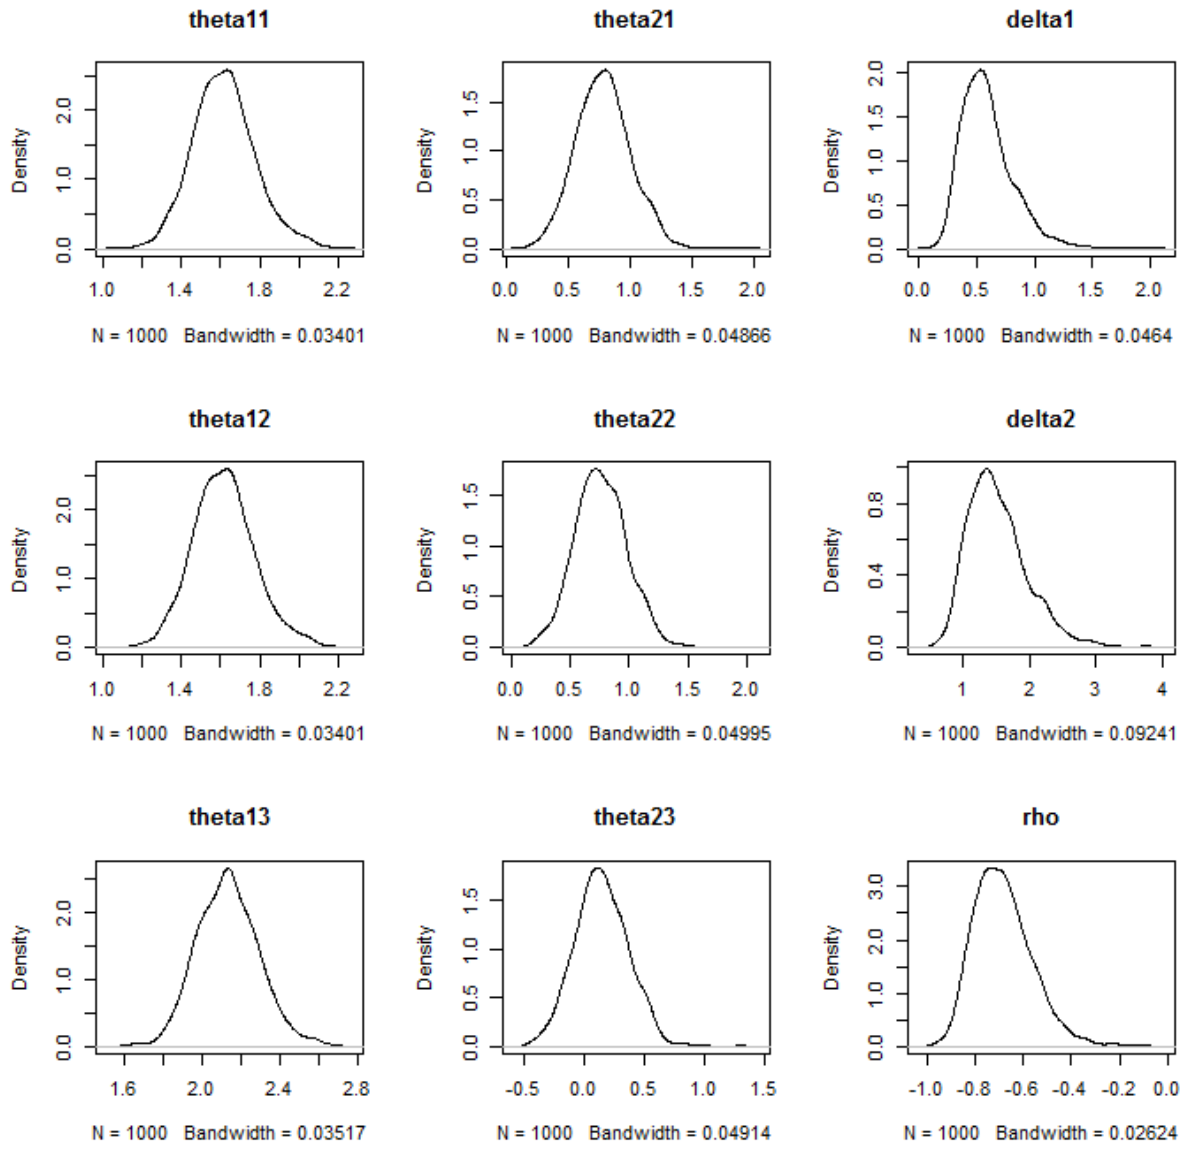 theta11 theta21 delta1
Density 0.0 1.0 2.0 Density 0.0 0.5 1.0 1.5 Density 0.0 0.5 1.0 1.5 2.0
1.0 1.4 1.8 2.2 0.0 0.5 1.0 1.5 2.0 0.0 0.5 1.0 1.5 2.0
N = 1000 Bandwidth = 0.03401 N = 1000 Bandwidth = 0.04866 N = 1000 Bandwidth = 0.0464
theta12 theta22 delta2
Density 0.0 1.0 2.0 Density 0.0 0.5 1.0 1.5 Density 0.0 0.4 0.8
1.0 1.4 1.8 2.2 0.0 0.5 1.0 1.5 2.0 1 2 3 4
N = 1000 Bandwidth = 0.03401 N = 1000 Bandwidth = 0.04995 N = 1000 Bandwidth = 0.09241
theta13 theta23 rho
Density 0.0 1.0 2.0 Density 0.0 0.5 1.0 1.5 Density 0.0 1.0 2.0 3.0
1.6 2.0 2.4 2.8 -0.5 0.0 0.5 1.0 1.5 -1.0 -0.8 -0.6 -0.4 -0.2 0.0
N = 1000 Bandwidth = 0.03517 N = 1000 Bandwidth = 0.04914 N = 1000 Bandwidth = 0.02624